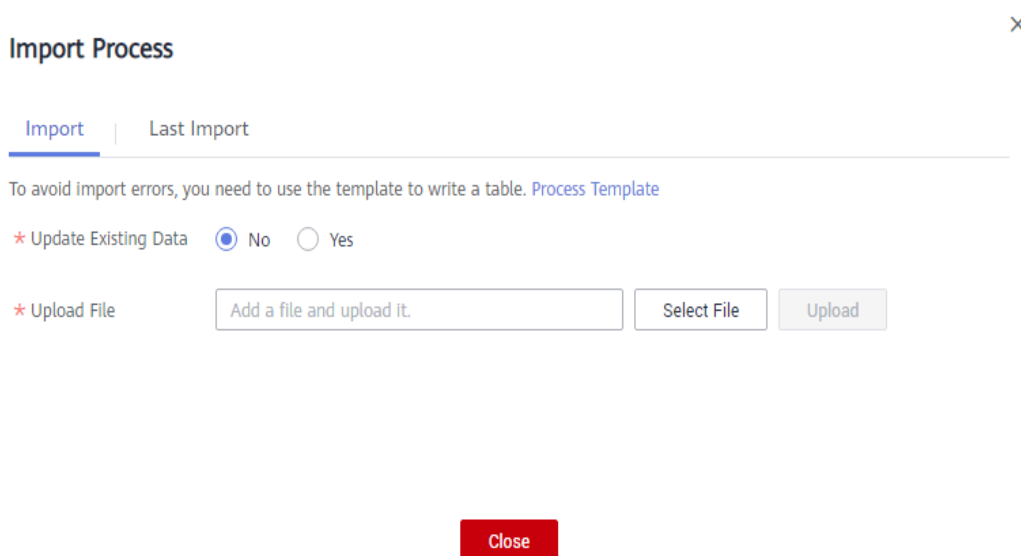 Import Process
Import Last Import
To avoid import errors, you need to use the template to write a table. Process Template
* Update Existing Data No Yes
* Upload File Add a file and upload it. Select File Upload
Close